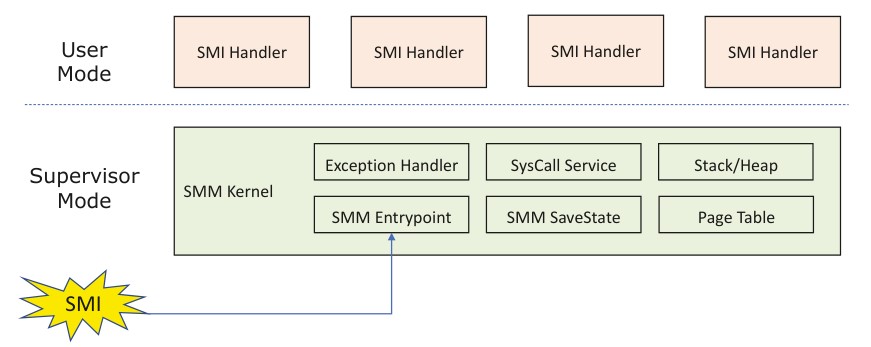 User
Mode
SMI Handler
SMI Handler
SMI Handler
SMI Handler
Supervisor
Mode
SMM Kernel
Exception Handler
SysCall Service
Stack/Heap
SMM Entrypoint
SMM SaveState
Page Table
SMI